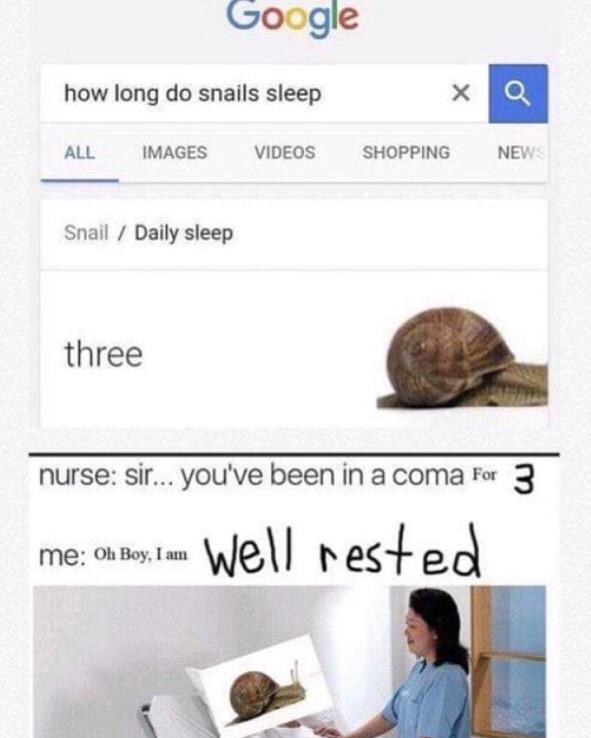 Google
how long do snails sleep ×
ALL IMAGES VIDEOS SHOPPING NEWS
Snail / Daily sleep
three
nurse: sir... you've been in a coma For 3
me: Oh Boy, I am Well rested